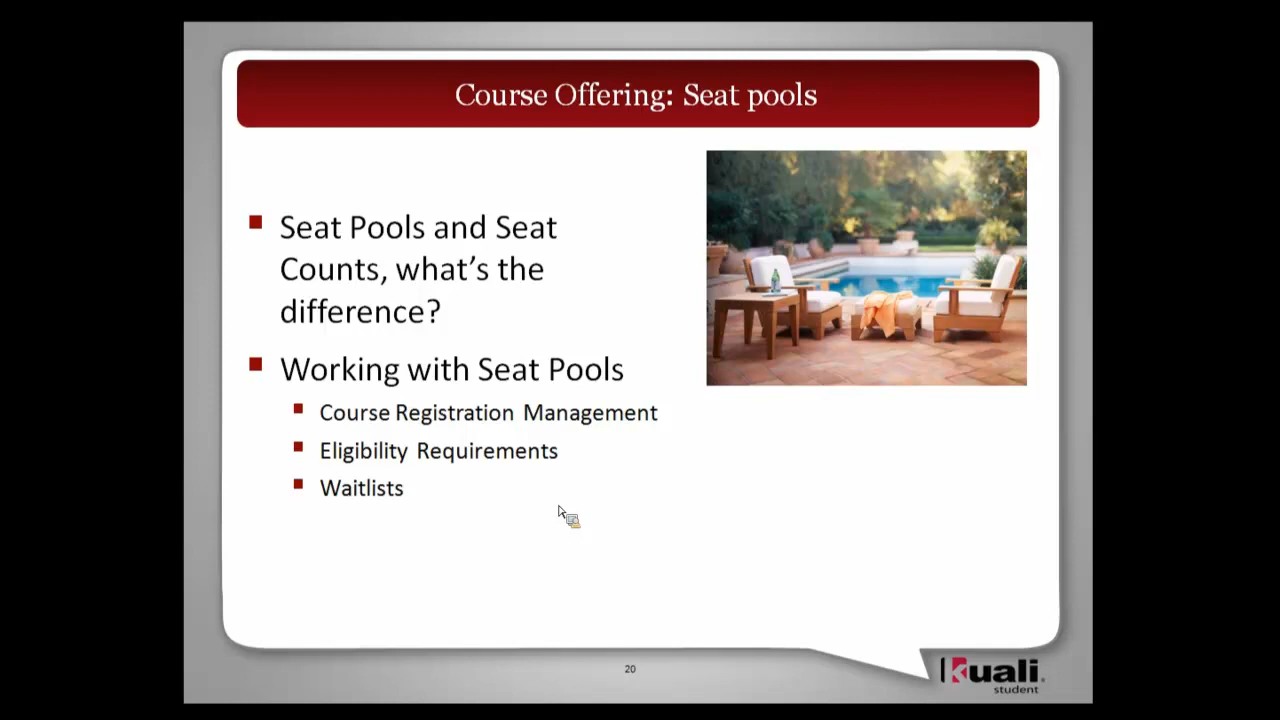 Course Offering: Seat pools
Seat Pools and Seat
Counts, what's the
difference?
Working with Seat Pools
Course Registration Management
Eligibility Requirements
Waitlists
20
kuali
student